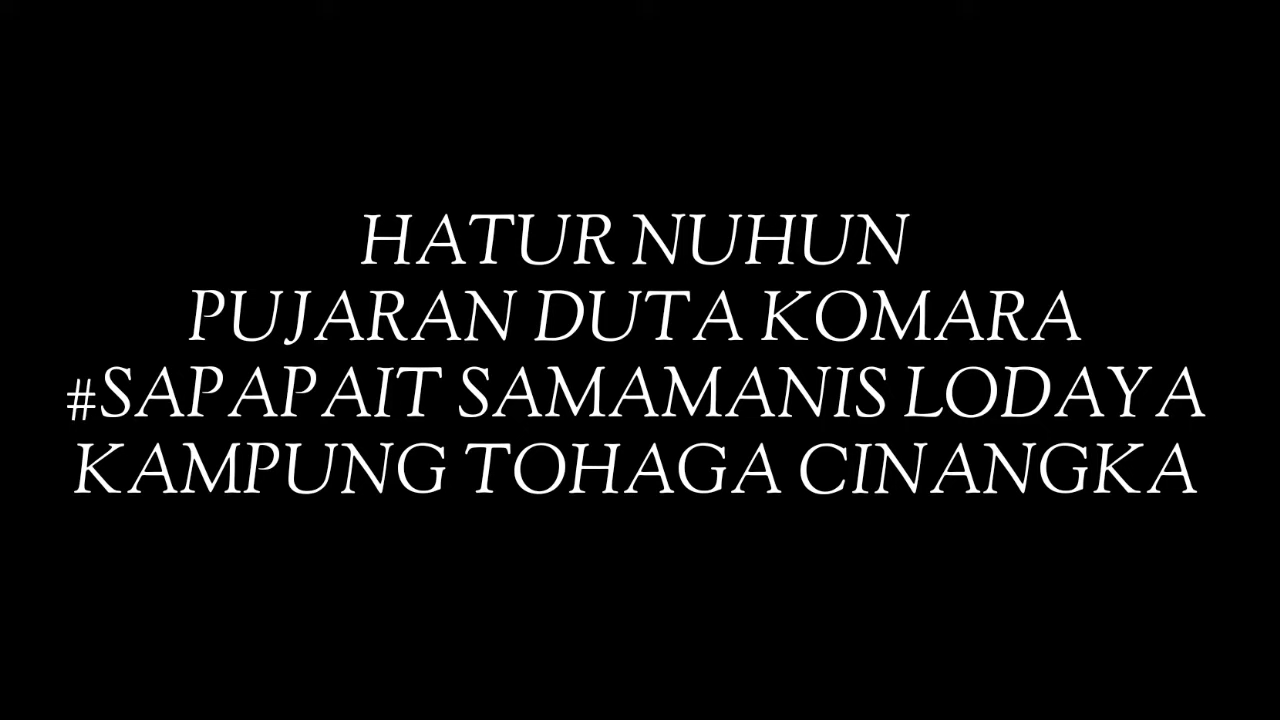 HATUR NUHUN
PUJARAN DUTA KOMARA
#SAPAPAIT SAMAMANIS LODAYA
KAMPUNG TOHAGA CINANGKA